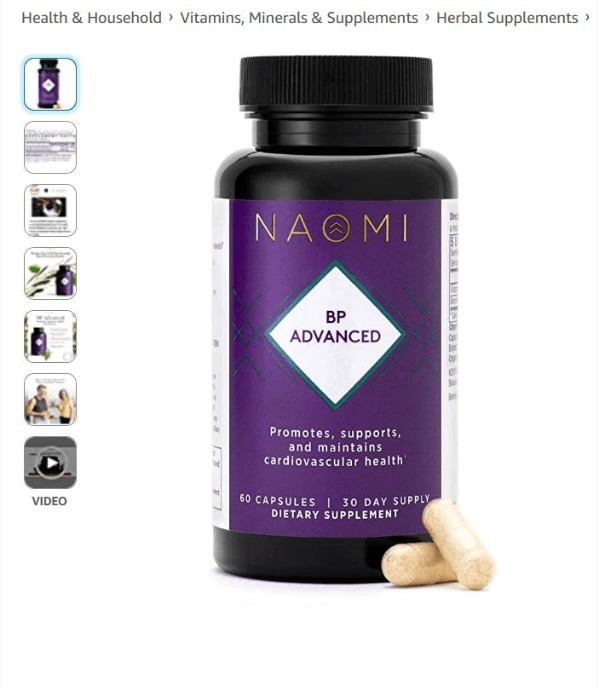 Health & Household › Vitamins, Minerals & Supplements › Herbal Supplements ›
NAOMI
BP
ADVANCED
Promotes, supports,
and maintains
cardiovascular health
60 CAPSULES | 30 DAY SUPPLY
DIETARY SUPPLEMENT
VIDEO